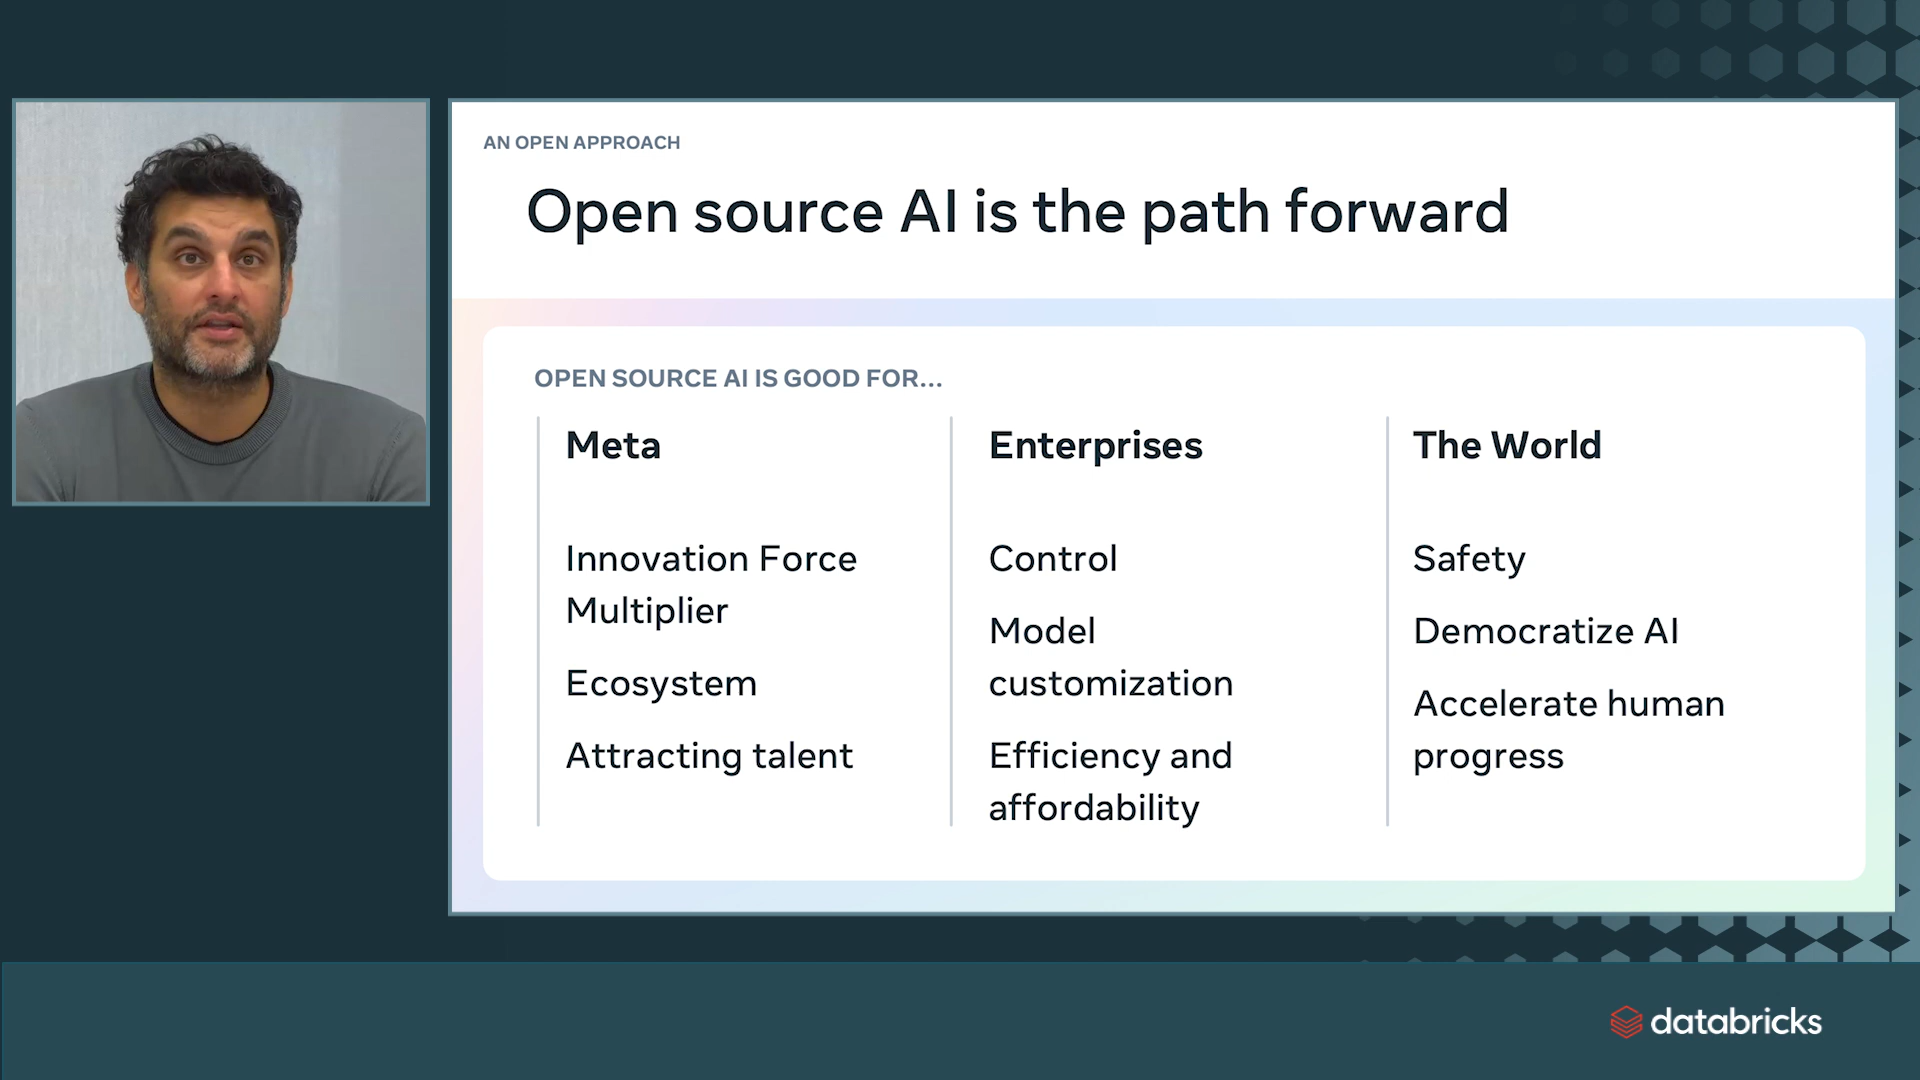 AN OPEN APPROACH
Open source AI is the path forward
OPEN SOURCE AI IS GOOD FOR...
Meta
Innovation Force
Multiplier
Ecosystem
Attracting talent
Enterprises
Control
Model
customization
Efficiency and
affordability
The World
Safety
Democratize AI
Accelerate human
progress
databricks